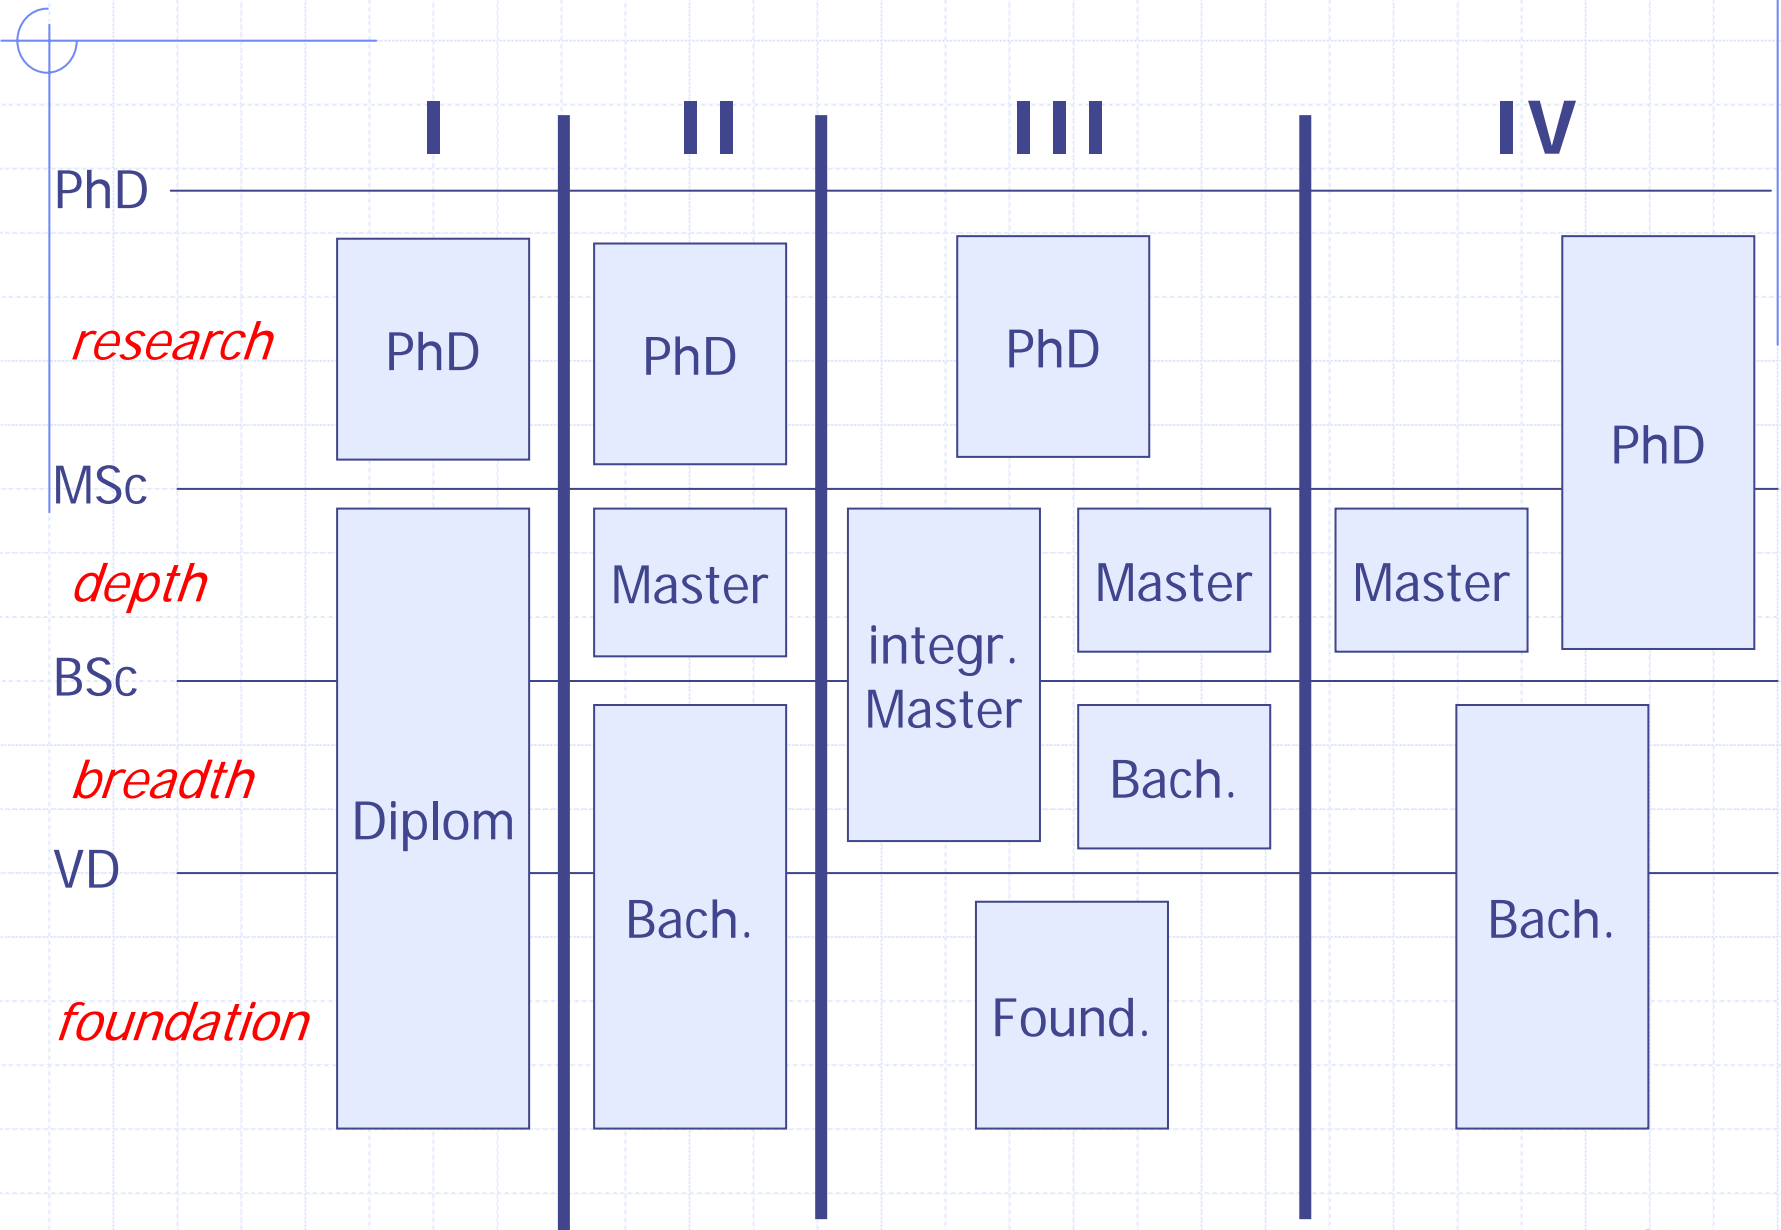 I II III IV
PhD
research PhD PhD PhD
PhD
MSc
depth Master Master Master
integr.
Master
BSc
breadth Bach.
Diplom
VD
Bach. Bach.
foundation Found.